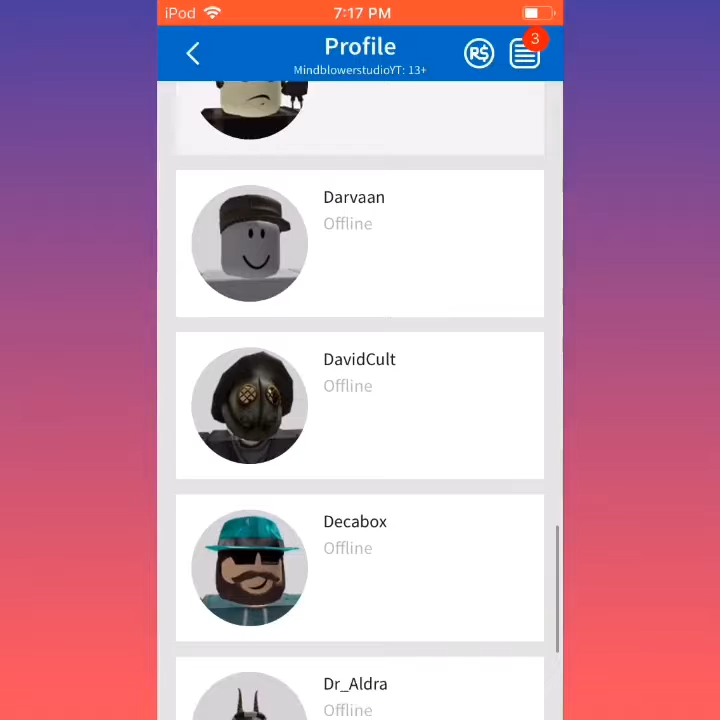 iPod 7:17 PM
Profile
MindblowerstudioYT: 13+
R$
3
Darvaan
Offline
DavidCult
Offline
Decabox
Offline
Dr_Aldra
Offline